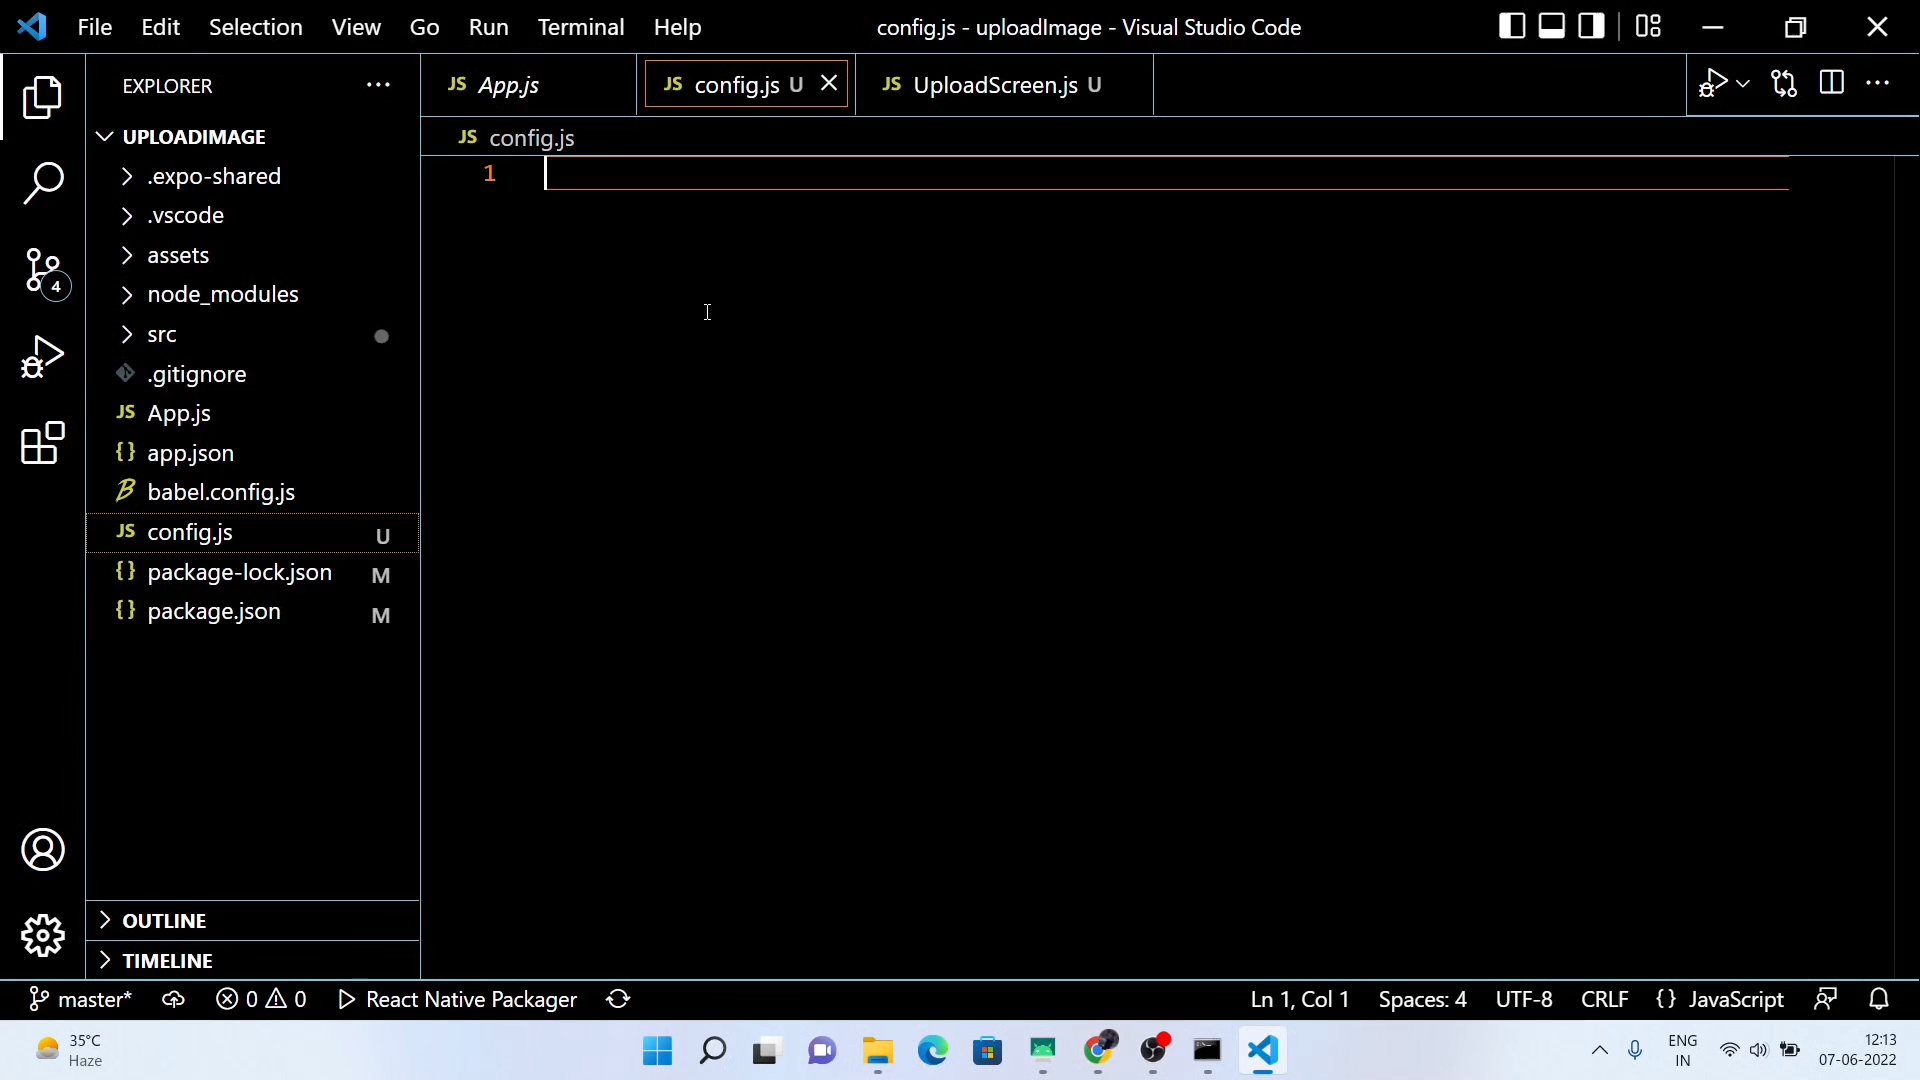 File Edit Selection View Go Run Terminal Help config.js - uploadImage - Visual Studio Code
EXPLORER
JS App.js JS config.js U JS UploadScreen.js U
UPLOADIMAGE
JS config.js
.expo-shared
1
.vscode
assets
node_modules
src
.gitignore
JS App.js
{} app.json
babel.config.js
JS config.js U
{} package-lock.json M
{} package.json M
4
OUTLINE
TIMELINE
master* 0 0 React Native Packager Ln 1, Col 1 Spaces: 4 UTF-8 CRLF {} JavaScript
35°C
Haze
ENG
IN
12:13
07-06-2022